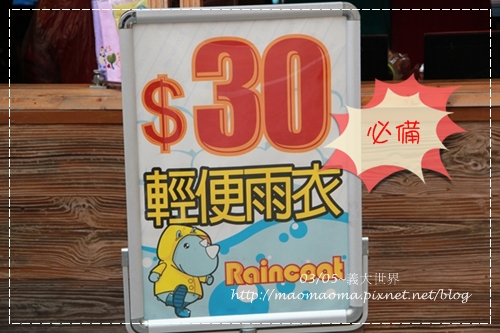 $30
必備
輕便雨衣
Raincoat
03/05 義大世界
http://maomaoma.pixnet.net/blog